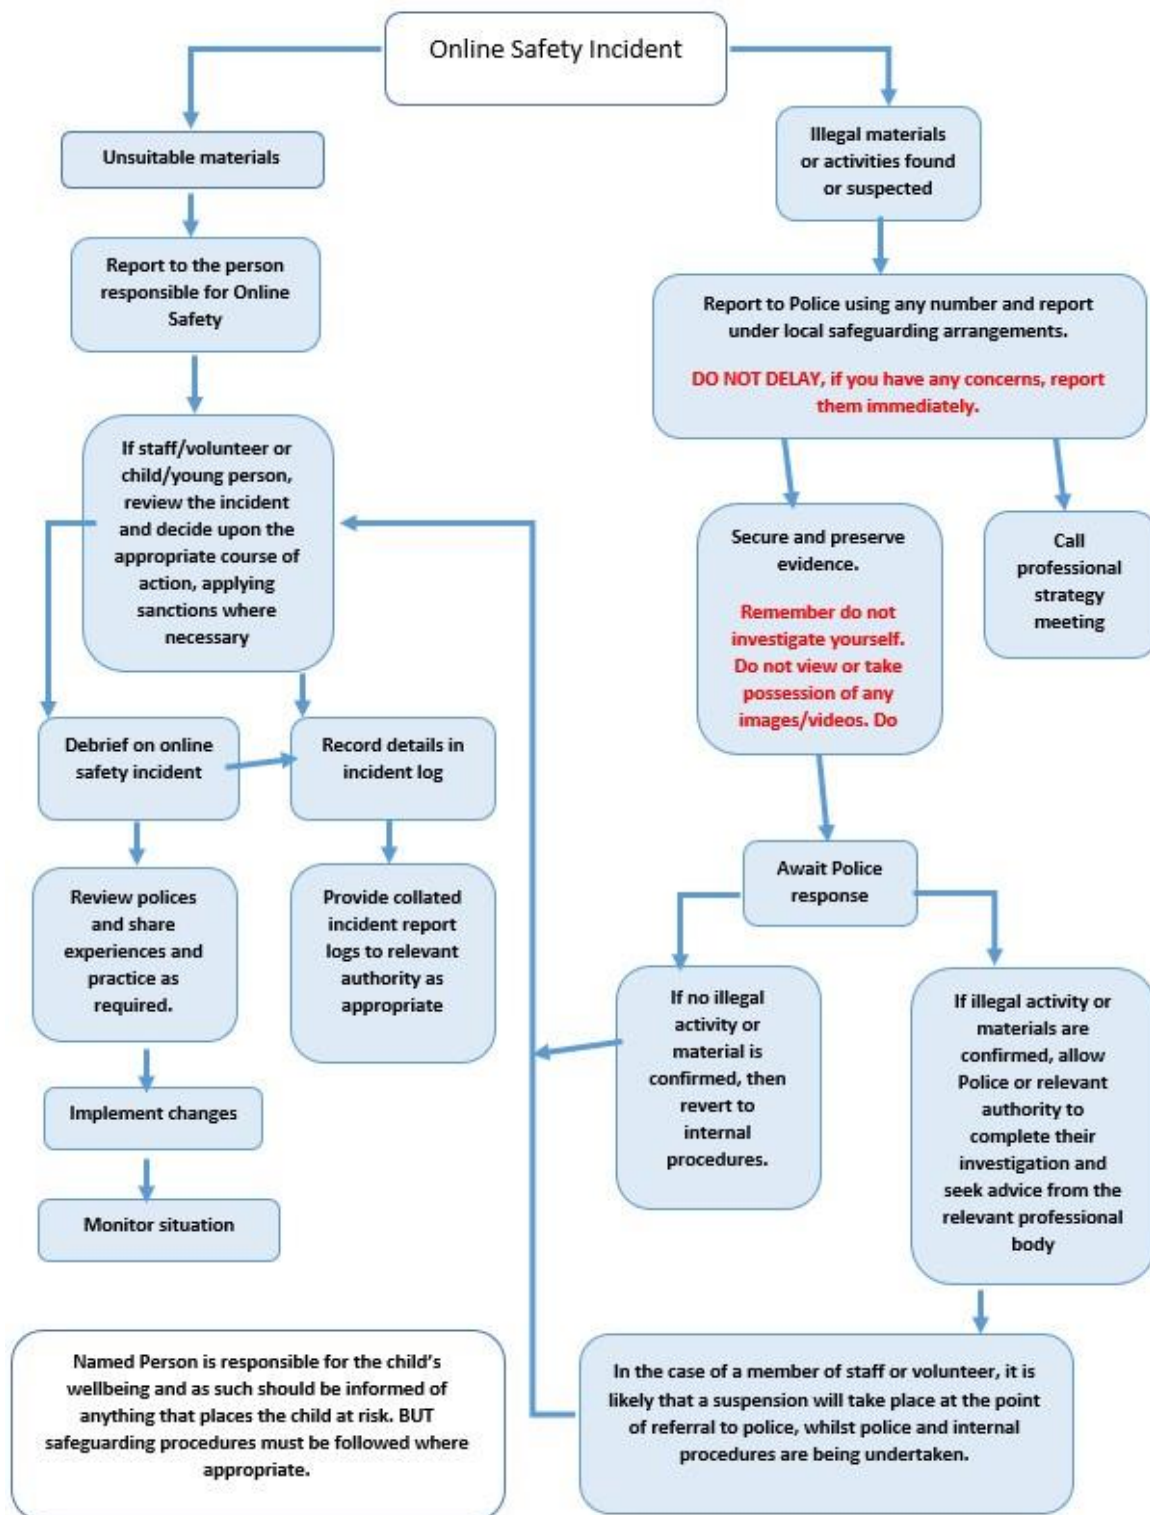 Online Safety Incident
Unsuitable materials
Illegal materials
or activities found
or suspected
Report to the person
responsible for Online
Safety
Report to Police using any number and report
under local safeguarding arrangements.
DO NOT DELAY, if you have any concerns, report
them immediately.
If staff/volunteer or
child/young person,
review the incident
and decide upon the
appropriate course of
action, applying
sanctions where
necessary
Secure and preserve
evidence.
Remember do not
investigate yourself.
Do not view or take
possession of any
images/videos. Do
Call
professional
strategy
meeting
Debrief on online
safety incident
Record details in
incident log
Review polices
and share
experiences and
practice as
required.
Provide collated
incident report
logs to relevant
authority as
appropriate
Await Police
response
If no illegal
activity or
material is
confirmed, then
revert to
internal
procedures.
If illegal activity or
materials are
confirmed, allow
Police or relevant
authority to
complete their
investigation and
seek advice from the
relevant professional
body
Implement changes
Monitor situation
Named Person is responsible for the child's
wellbeing and as such should be informed of
anything that places the child at risk. BUT
safeguarding procedures must be followed where
appropriate.
In the case of a member of staff or volunteer, it is
likely that a suspension will take place at the point
of referral to police, whilst police and internal
procedures are being undertaken.